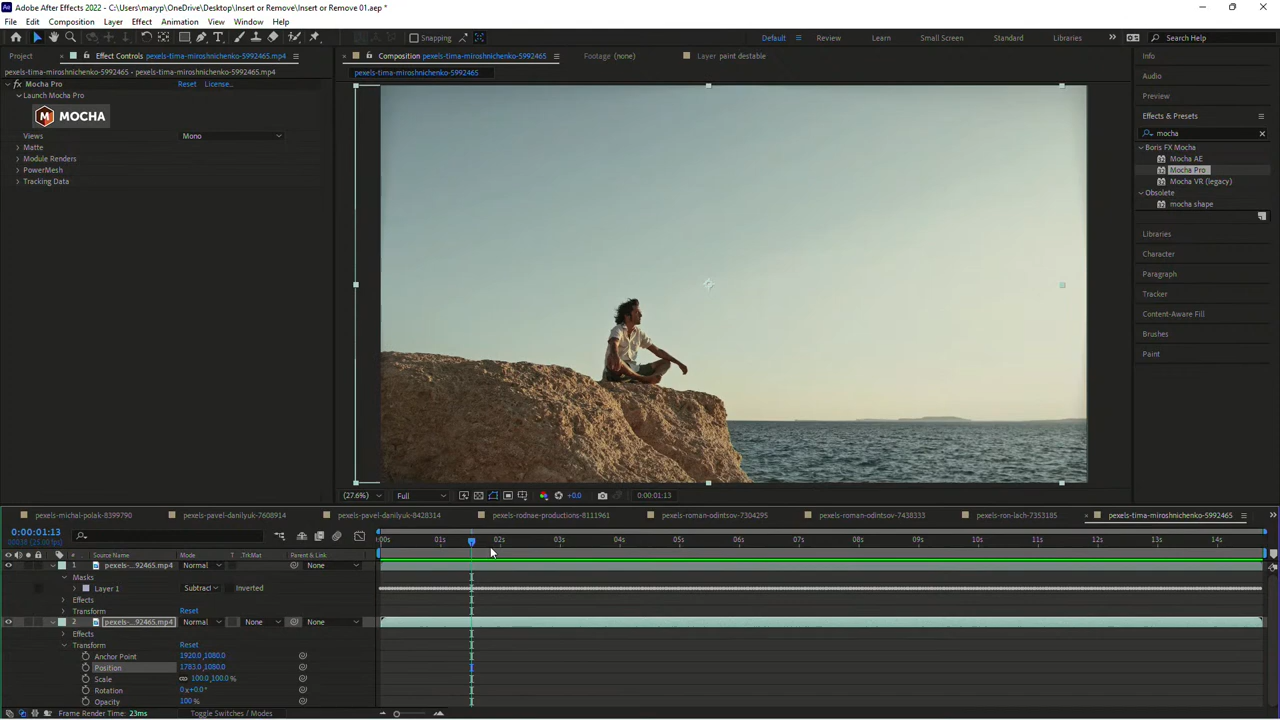 Adobe After Effects 2022 - C:\Users\maryp\OneDrive\Desktop\Insert or Remove\Insert or Remove 01.aep *
File Edit Composition Layer Effect Animation View Window Help
Snapping Default Review Learn Small Screen Standard Libraries Search Help
Project Effect Controls pexels-tima-miroshnichenko-5992465.mp4 Composition pexels-tima-miroshnichenko-5992465 Footage (none) Layer paint destable Info
pexels-tima-miroshnichenko-5992465 - pexels-tima-miroshnichenko-5992465.mp4 pexels-tima-miroshnichenko-5992465
Audio
Mocha Pro Reset License...
Launch Mocha Pro
Preview
MOCHA
Effects & Presets
Views Mono
mocha
Matte
Boris FX Mocha
Module Renders
Mocha AE
PowerMesh
Mocha Pro
Tracking Data
Mocha VR (legacy)
Obsolete
mocha shape
Libraries
Character
Paragraph
Tracker
Content-Aware Fill
Brushes
Paint
(27.6%) Full +0.0 0:00:01:13
pexels-michal-polak-8399790 pexels-pavel-danilyuk-7608914 pexels-pavel-danilyuk-8428314 pexels-rodnae-productions-8111961 pexels-roman-odintsov-7304295 pexels-roman-odintsov-7438333 pexels-ron-lach-7353185 pexels-tima-miroshnichenko-5992465
0:00:01:13
:00s 01s 02s 03s 04s 05s 06s 07s 08s 09s 10s 11s 12s 13s 14s
# Source Name Mode T .TrkMat Parent & Link
1 pexels-...92465.mp4 Normal None
Masks
Layer 1 Subtract Inverted
Effects
Transform Reset
2 pexels-...92465.mp4 Normal None None
Effects
Transform Reset
Anchor Point 1920.0,1080.0
Position 1783.0,1080.0
Scale 100.0,100.0%
Rotation 0x+0.0°
Opacity 100%
Frame Render Time: 23ms Toggle Switches / Modes